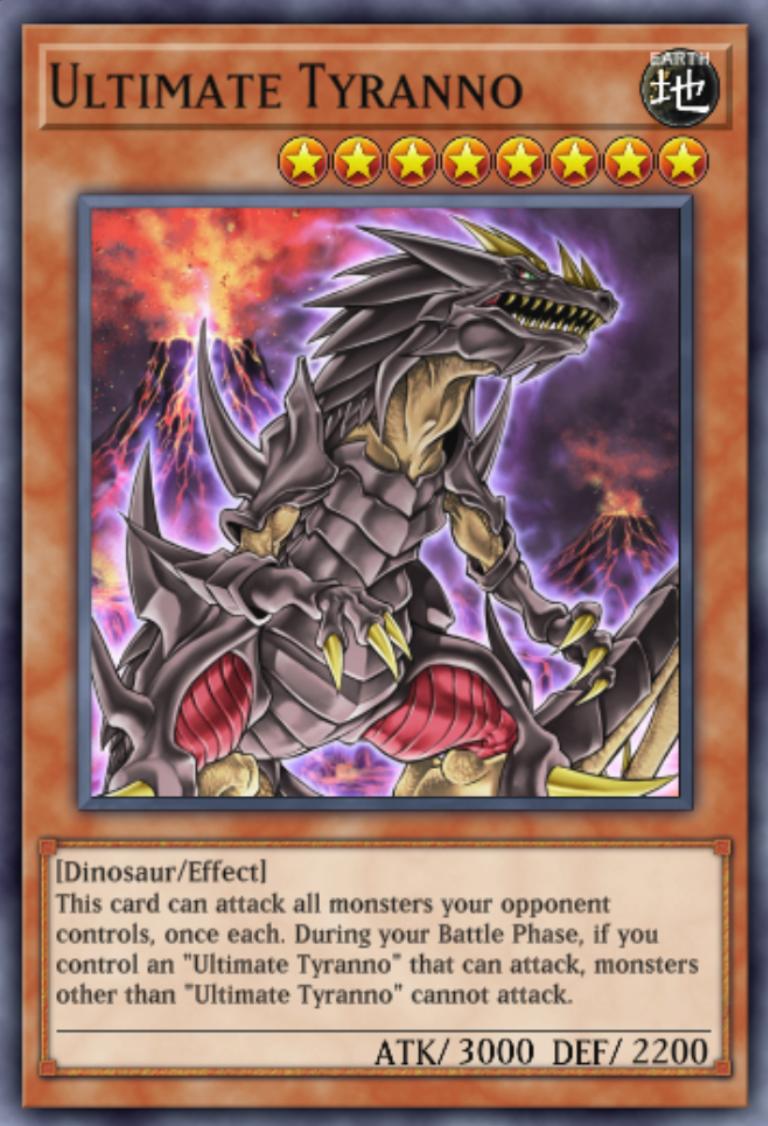 ULTIMATE TYRANNO
EARTH
地
[Dinosaur/Effect]
This card can attack all monsters your opponent
controls, once each. During your Battle Phase, if you
control an "Ultimate Tyranno" that can attack, monsters
other than "Ultimate Tyranno" cannot attack.
ATK/ 3000 DEF/ 2200